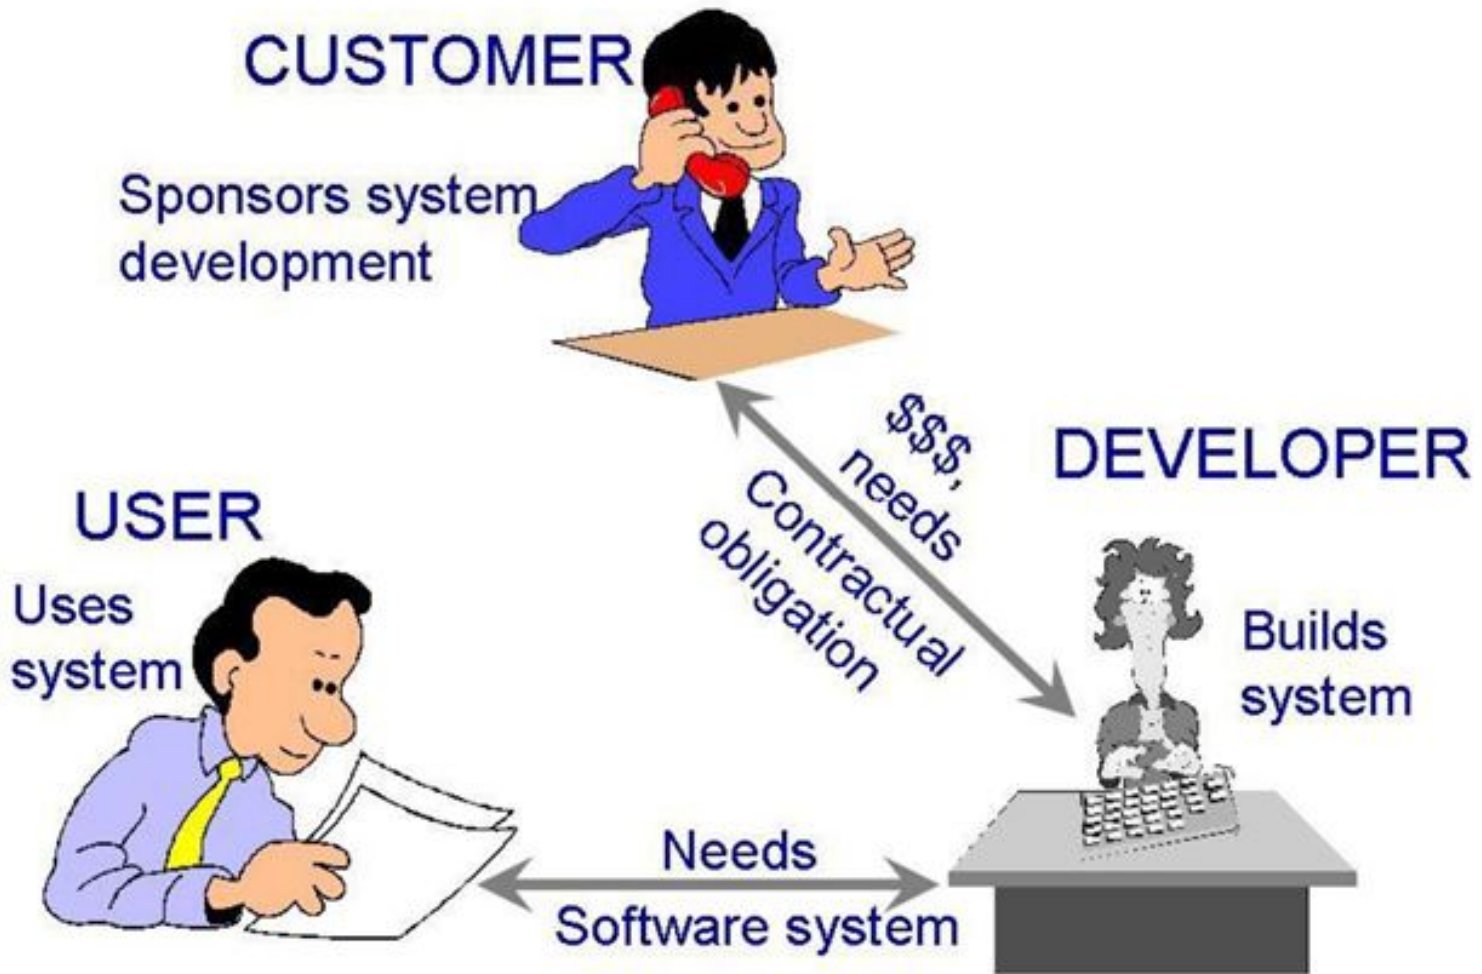 CUSTOMER
Sponsors system
development
$$$,
needs
Contractual
obligation
DEVELOPER
Builds
system
USER
Uses
system
Needs
Software system